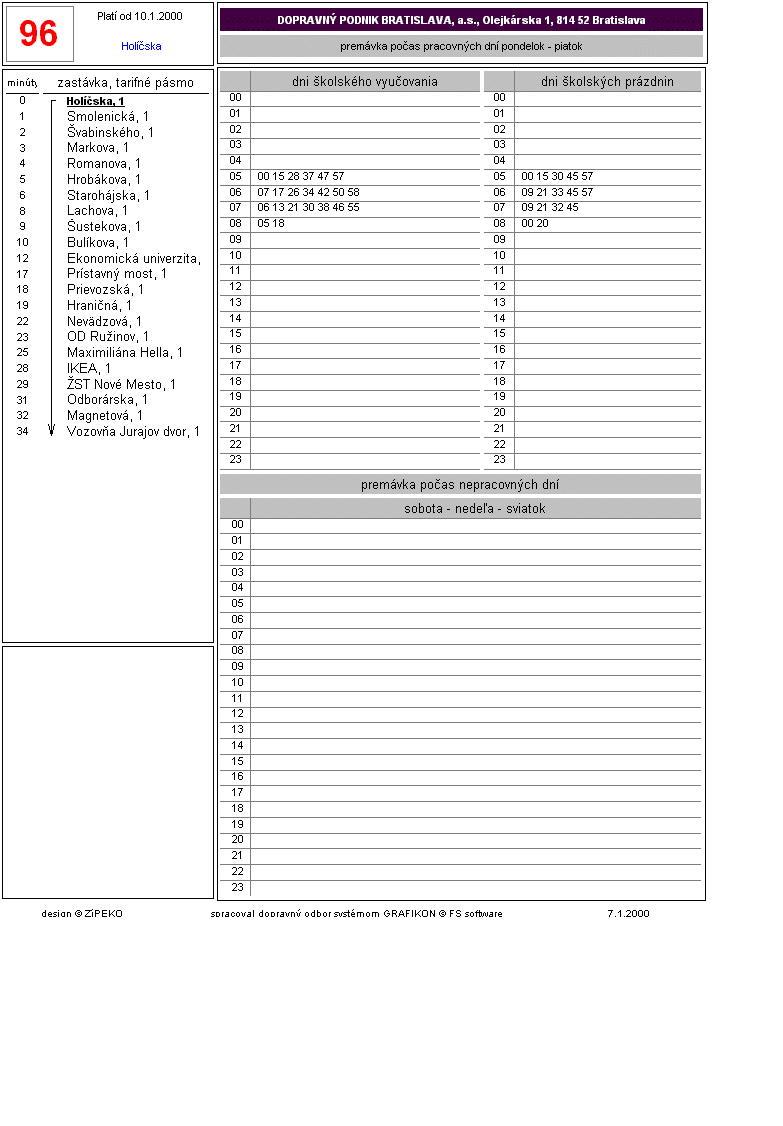 96
Platí od 10.1.2000
Holíčska
DOPRAVNÝ PODNIK BRATISLAVA, a.s., Olejkárska 1, 814 52 Bratislava
premávka počas pracovných dní pondelok - piatok
minúty zastávka, tarifné pásmo
0 Holíčska, 1
1 Smolenická, 1
2 Švabinského, 1
3 Markova, 1
4 Romanova, 1
5 Hrobákova, 1
6 Starohájska, 1
8 Lachova, 1
9 Šustekova, 1
10 Bulíkova, 1
12 Ekonomická univerzita,
17 Prístavný most, 1
18 Prievozská, 1
19 Hraničná, 1
22 Nevädzová, 1
23 OD Ružinov, 1
25 Maximiliána Hella, 1
28 IKEA, 1
29 ŽST Nové Mesto, 1
31 Odborárska, 1
32 Magnetová, 1
34 Vozovňa Jurajov dvor, 1
dni školského vyučovania
00
01
02
03
04
05 00 15 28 37 47 57
06 07 17 26 34 42 50 58
07 06 13 21 30 38 46 55
08 05 18
09
10
11
12
13
14
15
16
17
18
19
20
21
22
23
dni školských prázdnin
00
01
02
03
04
05 00 15 30 45 57
06 09 21 33 45 57
07 09 21 32 45
08 00 20
09
10
11
12
13
14
15
16
17
18
19
20
21
22
23
premávka počas nepracovných dní
sobota - nedeľa - sviatok
00
01
02
03
04
05
06
07
08
09
10
11
12
13
14
15
16
17
18
19
20
21
22
23
design © ZiPEKO spracoval dopravný odbor systémom GRAFIKON © FS software 7.1.2000